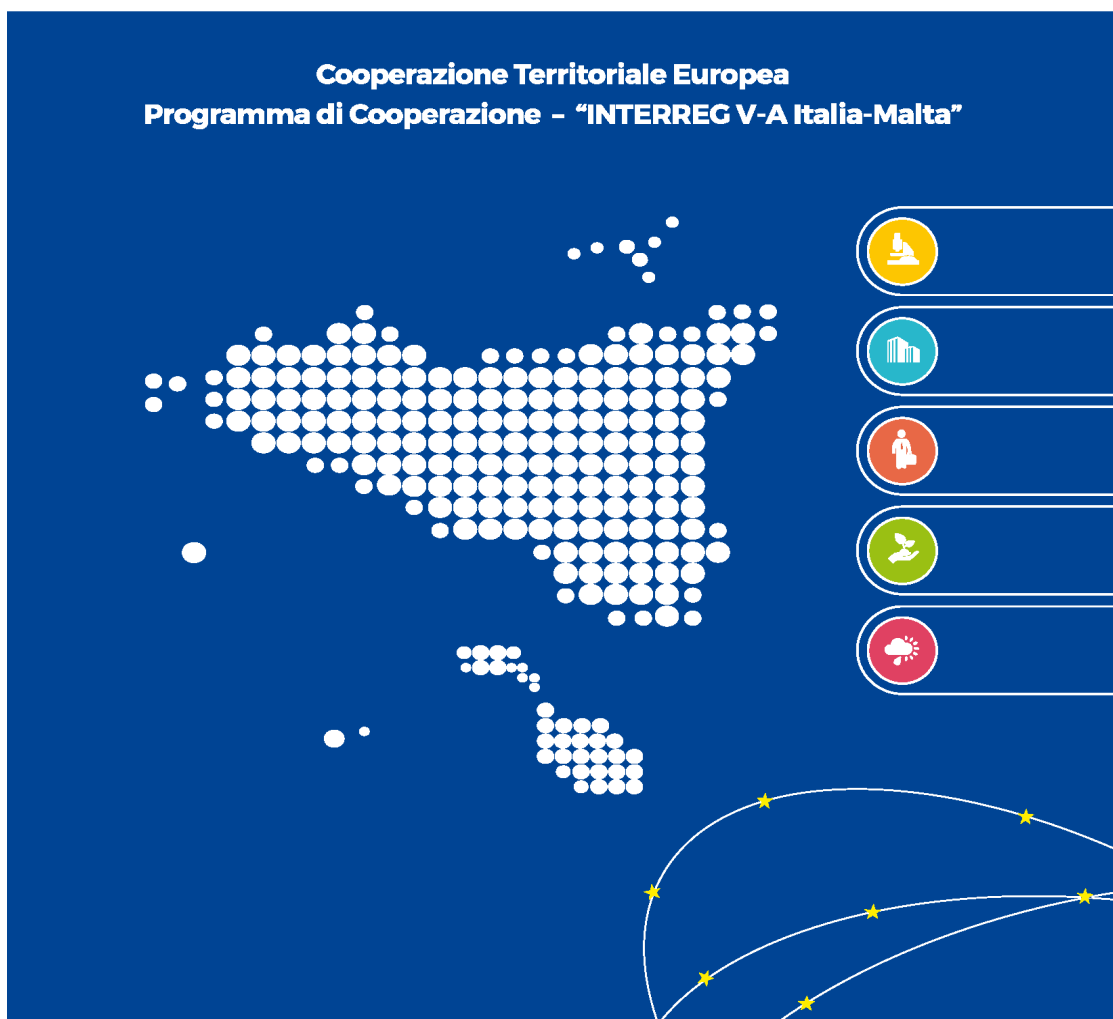 Cooperazione Territoriale Europea
Programma di Cooperazione – “INTERREG V-A Italia-Malta”